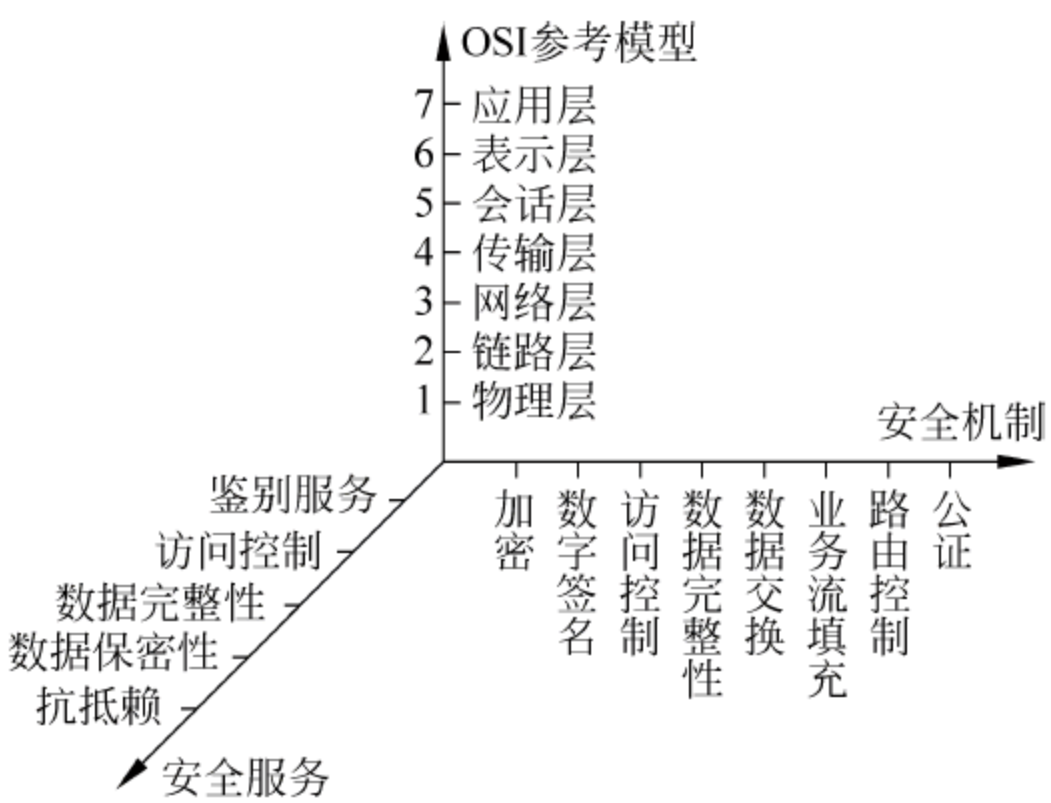 OSI参考模型
7 应用层
6 表示层
5 会话层
4 传输层
3 网络层
2 链路层
1 物理层
安全机制
加密
数字签名
访问控制
数据完整性
数据交换
业务流填充
路由控制
公证
鉴别服务
访问控制
数据完整性
数据保密性
抗抵赖
安全服务